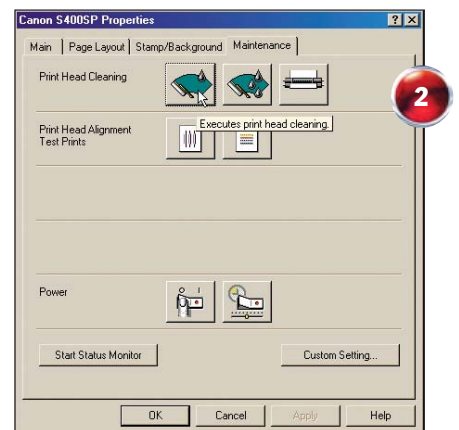 Canon S400SP Properties
Main Page Layout Stamp/Background Maintenance
Print Head Cleaning
2
Executes print head cleaning.
Print Head Alignment
Test Prints
Power
Start Status Monitor Custom Setting...
OK Cancel Apply Help